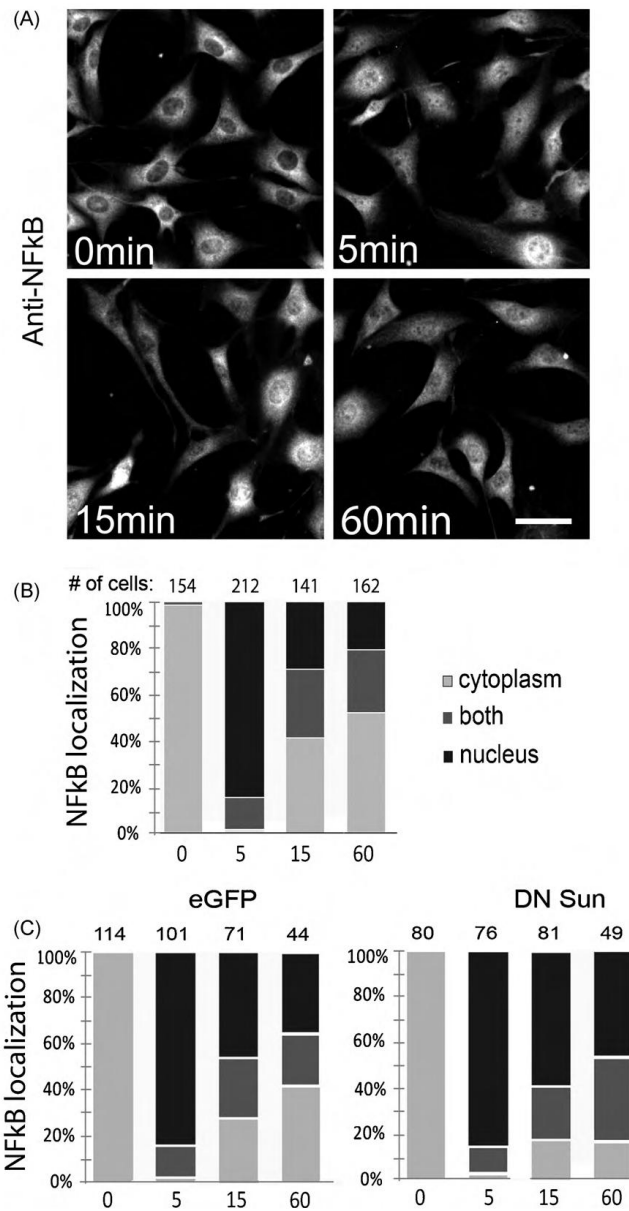 (A)
Anti-NFkB
0min
5min
15min
60min
(B)
# of cells: 154 212 141 162
NFkB localization
100%
80%
60%
40%
20%
0%
0 5 15 60
cytoplasm
both
nucleus
(C)
eGFP
114 101 71 44
NFkB localization
100%
80%
60%
40%
20%
0%
0 5 15 60
DN Sun
80 76 81 49
100%
80%
60%
40%
20%
0%
0 5 15 60